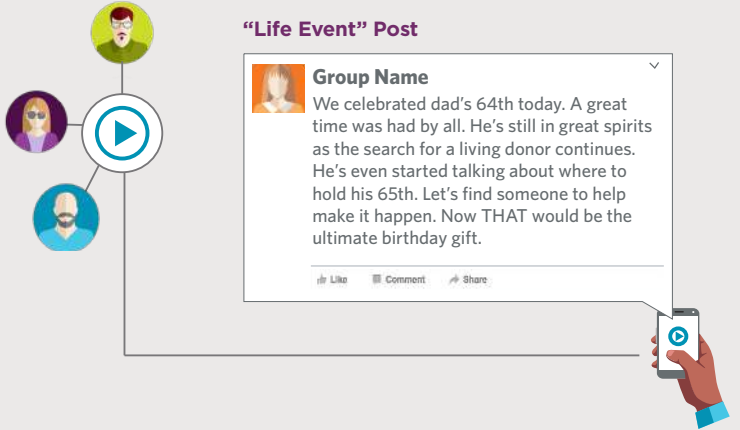 “Life Event” Post
Group Name
We celebrated dad’s 64th today. A great
time was had by all. He’s still in great spirits
as the search for a living donor continues.
He’s even started talking about where to
hold his 65th. Let’s find someone to help
make it happen. Now THAT would be the
ultimate birthday gift.
Like Comment Share